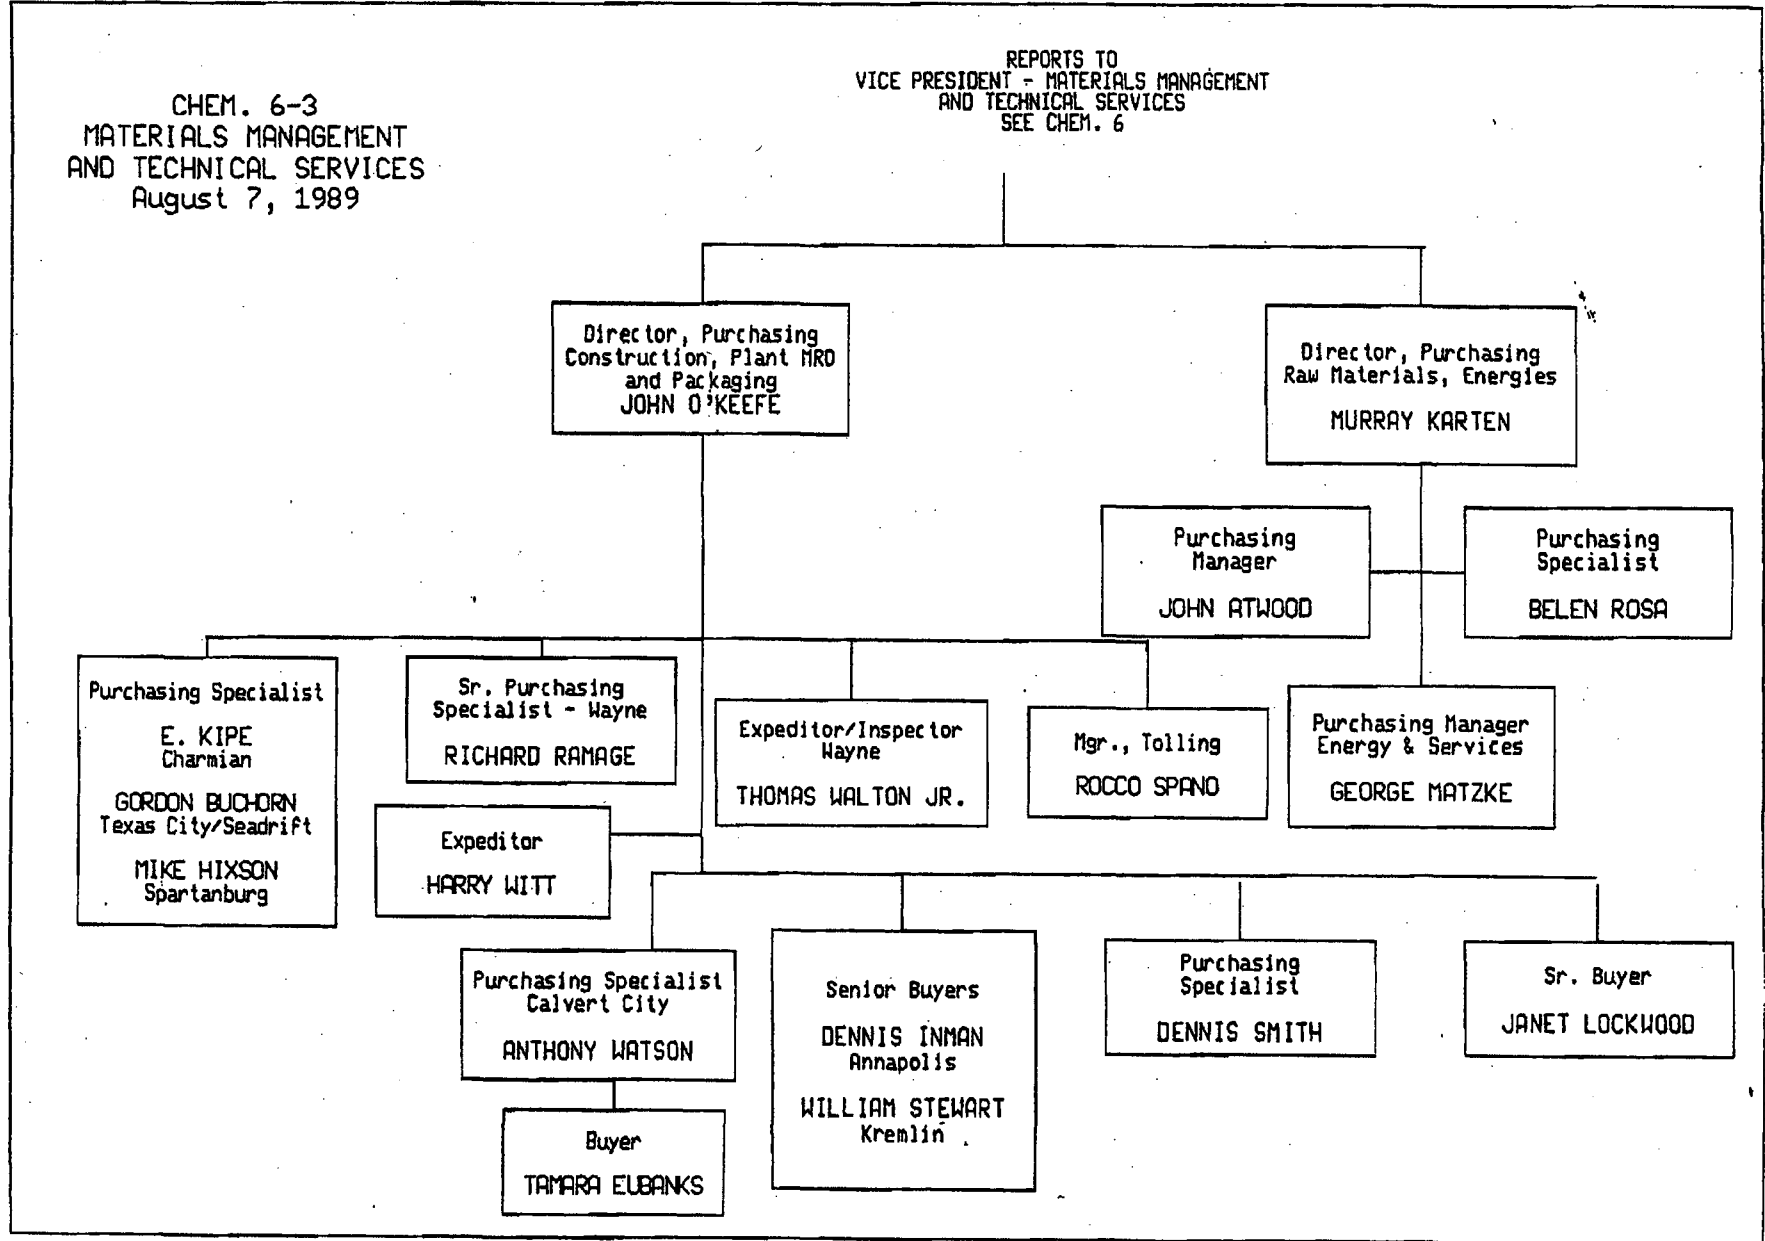 CHEM. 6-3
MATERIALS MANAGEMENT
AND TECHNICAL SERVICES
August 7, 1989
REPORTS TO
VICE PRESIDENT - MATERIALS MANAGEMENT
AND TECHNICAL SERVICES
SEE CHEM. 6
Director, Purchasing
Construction, Plant MRO
and Packaging
JOHN O'KEEFE
Director, Purchasing
Raw Materials, Energies
MURRAY KARTEN
Purchasing
Manager
JOHN ATWOOD
Purchasing
Specialist
BELEN ROSA
Purchasing Specialist
E. KIPE
Charmian
GORDON BUCHORN
Texas City/Seadrift
MIKE HIXSON
Spartanburg
Sr. Purchasing
Specialist - Wayne
RICHARD RAMAGE
Expeditor/Inspector
Wayne
THOMAS WALTON JR.
Mgr., Tolling
ROCCO SPANO
Purchasing Manager
Energy & Services
GEORGE MATZKE
Expeditor
HARRY WITT
Purchasing Specialist
Calvert City
ANTHONY WATSON
Senior Buyers
DENNIS INMAN
Annapolis
WILLIAM STEWART
Kremlin
Purchasing
Specialist
DENNIS SMITH
Sr. Buyer
JANET LOCKWOOD
Buyer
TAMARA EUBANKS